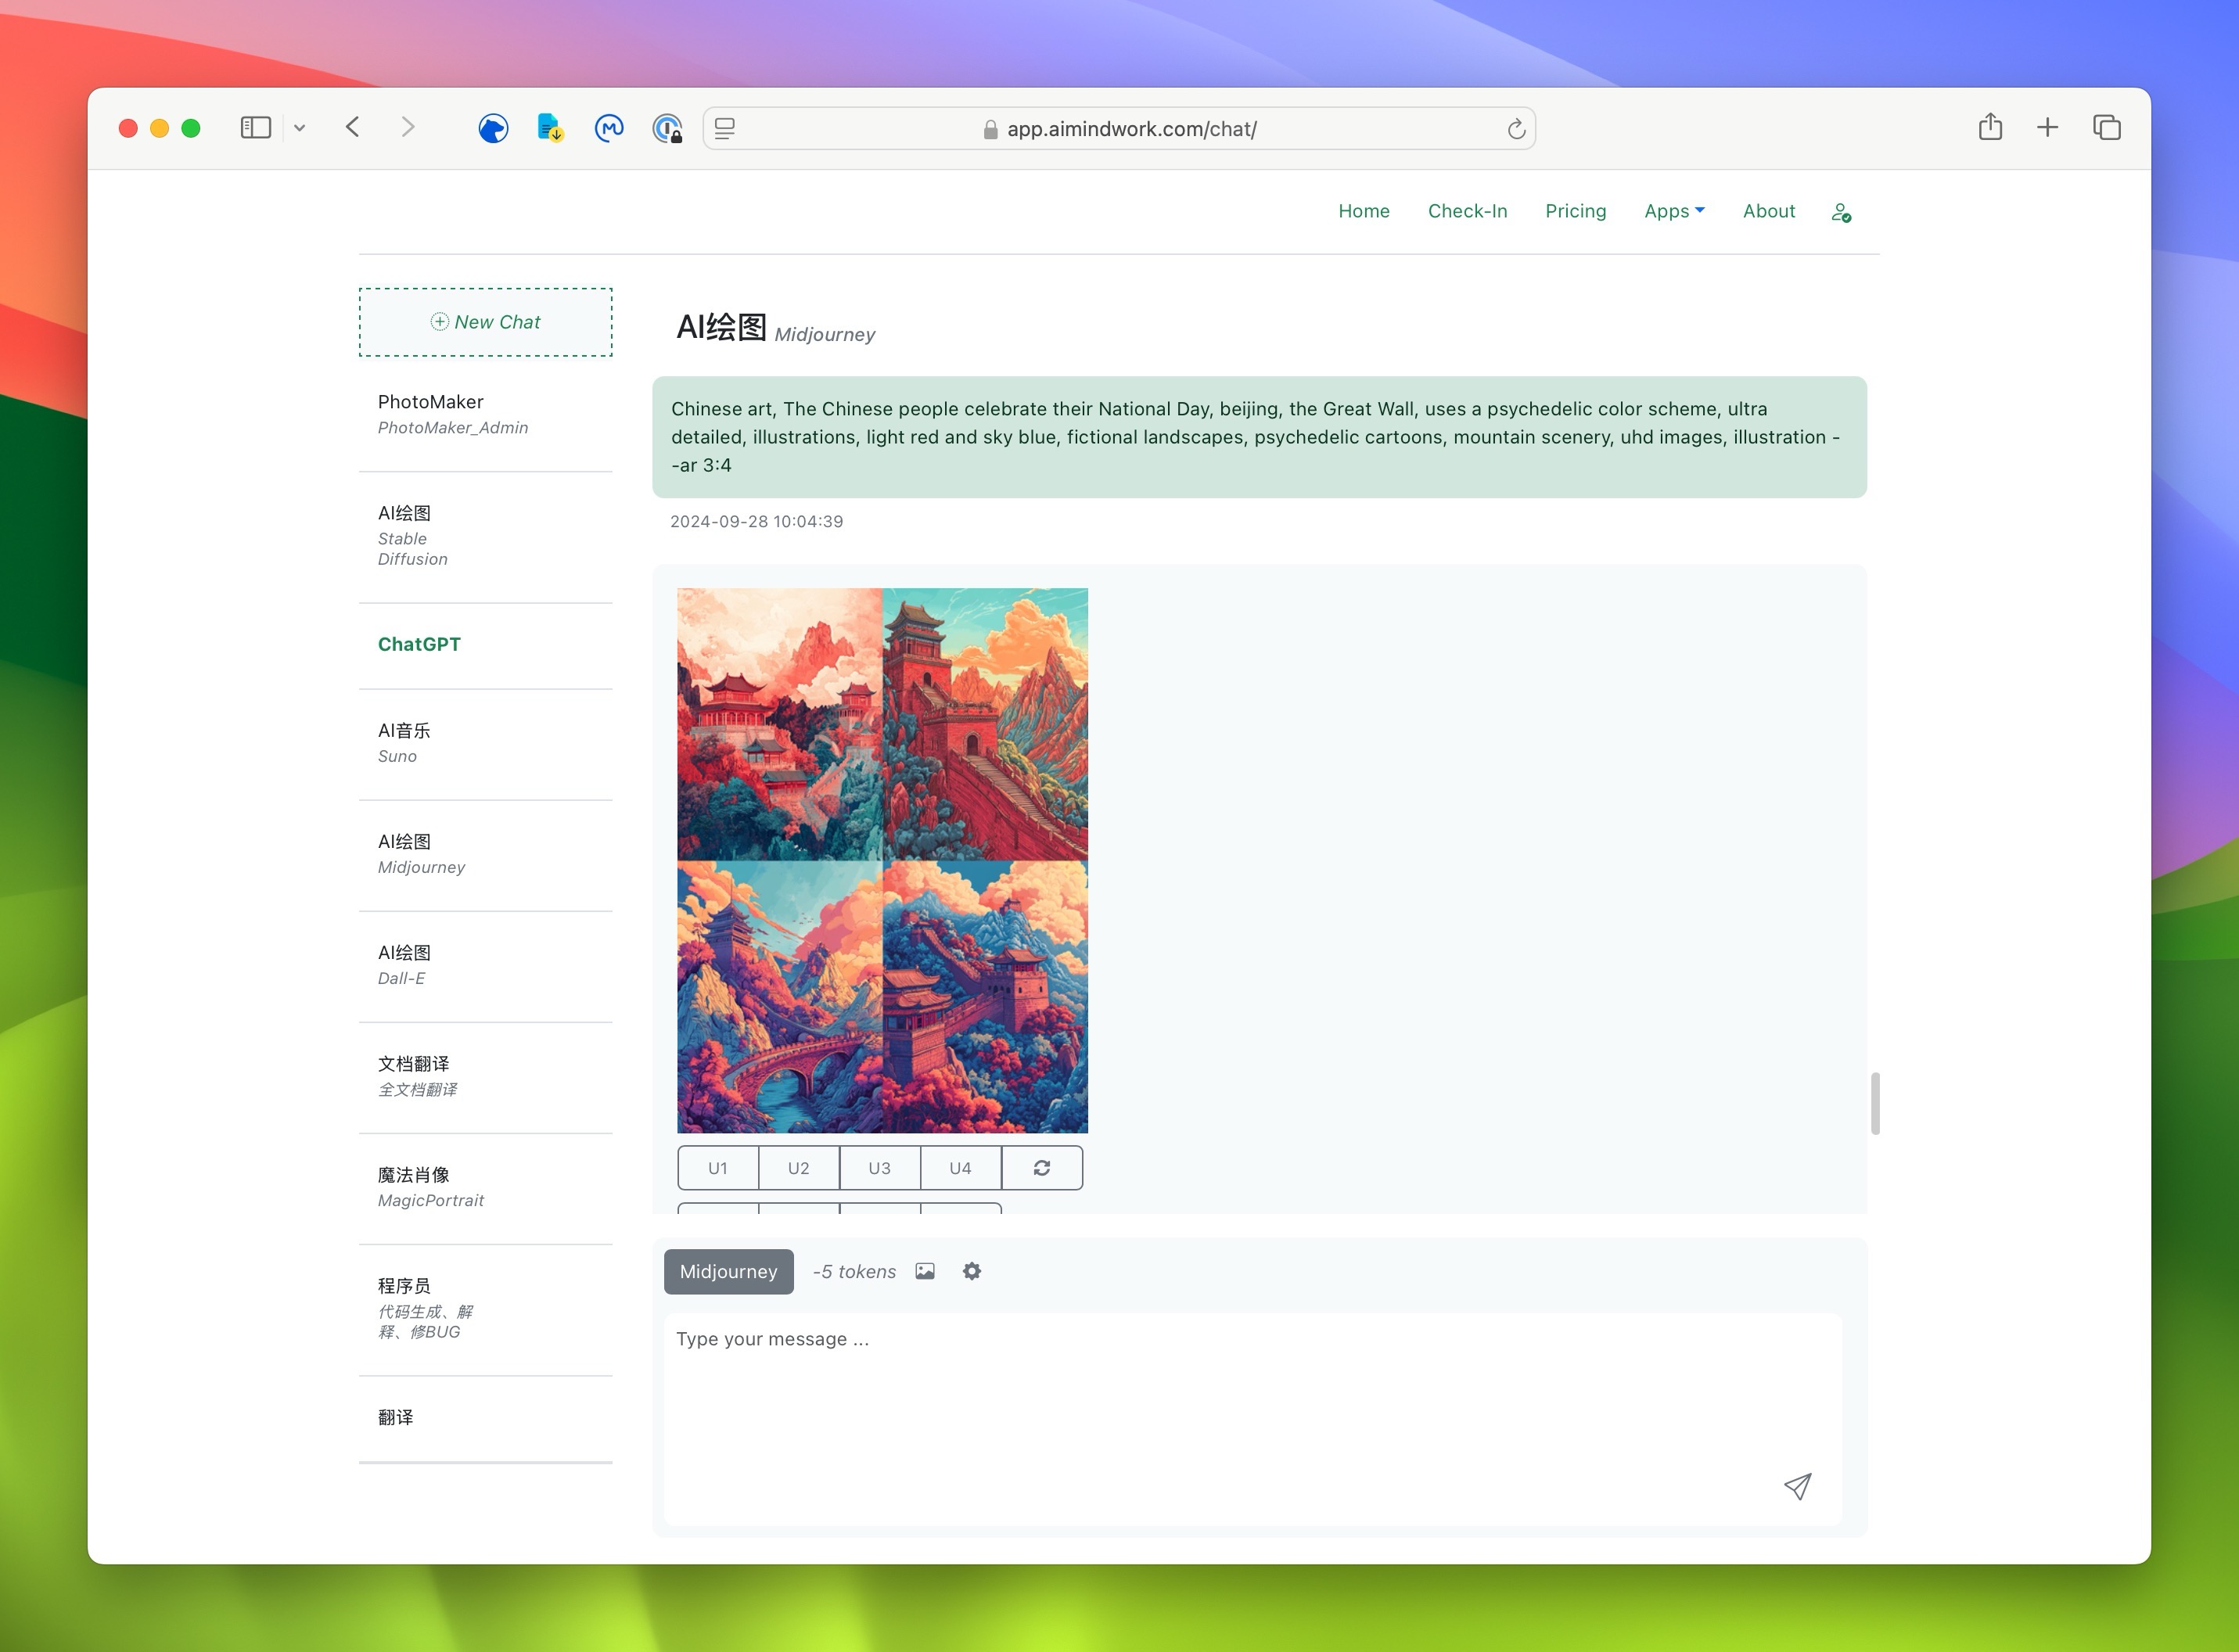 app.aimindwork.com/chat/
Home
Check-In
Pricing
Apps
About
New Chat
PhotoMaker
PhotoMaker_Admin
AI绘图
Stable
Diffusion
ChatGPT
AI音乐
Suno
AI绘图
Midjourney
AI绘图
Dall-E
文档翻译
全文档翻译
魔法肖像
MagicPortrait
程序员
代码生成、解
释、修BUG
翻译
AI绘图 Midjourney
Chinese art, The Chinese people celebrate their National Day, beijing, the Great Wall, uses a psychedelic color scheme, ultra
detailed, illustrations, light red and sky blue, fictional landscapes, psychedelic cartoons, mountain scenery, uhd images, illustration -
-ar 3:4
2024-09-28 10:04:39
U1
U2
U3
U4
Midjourney
-5 tokens
Type your message ...